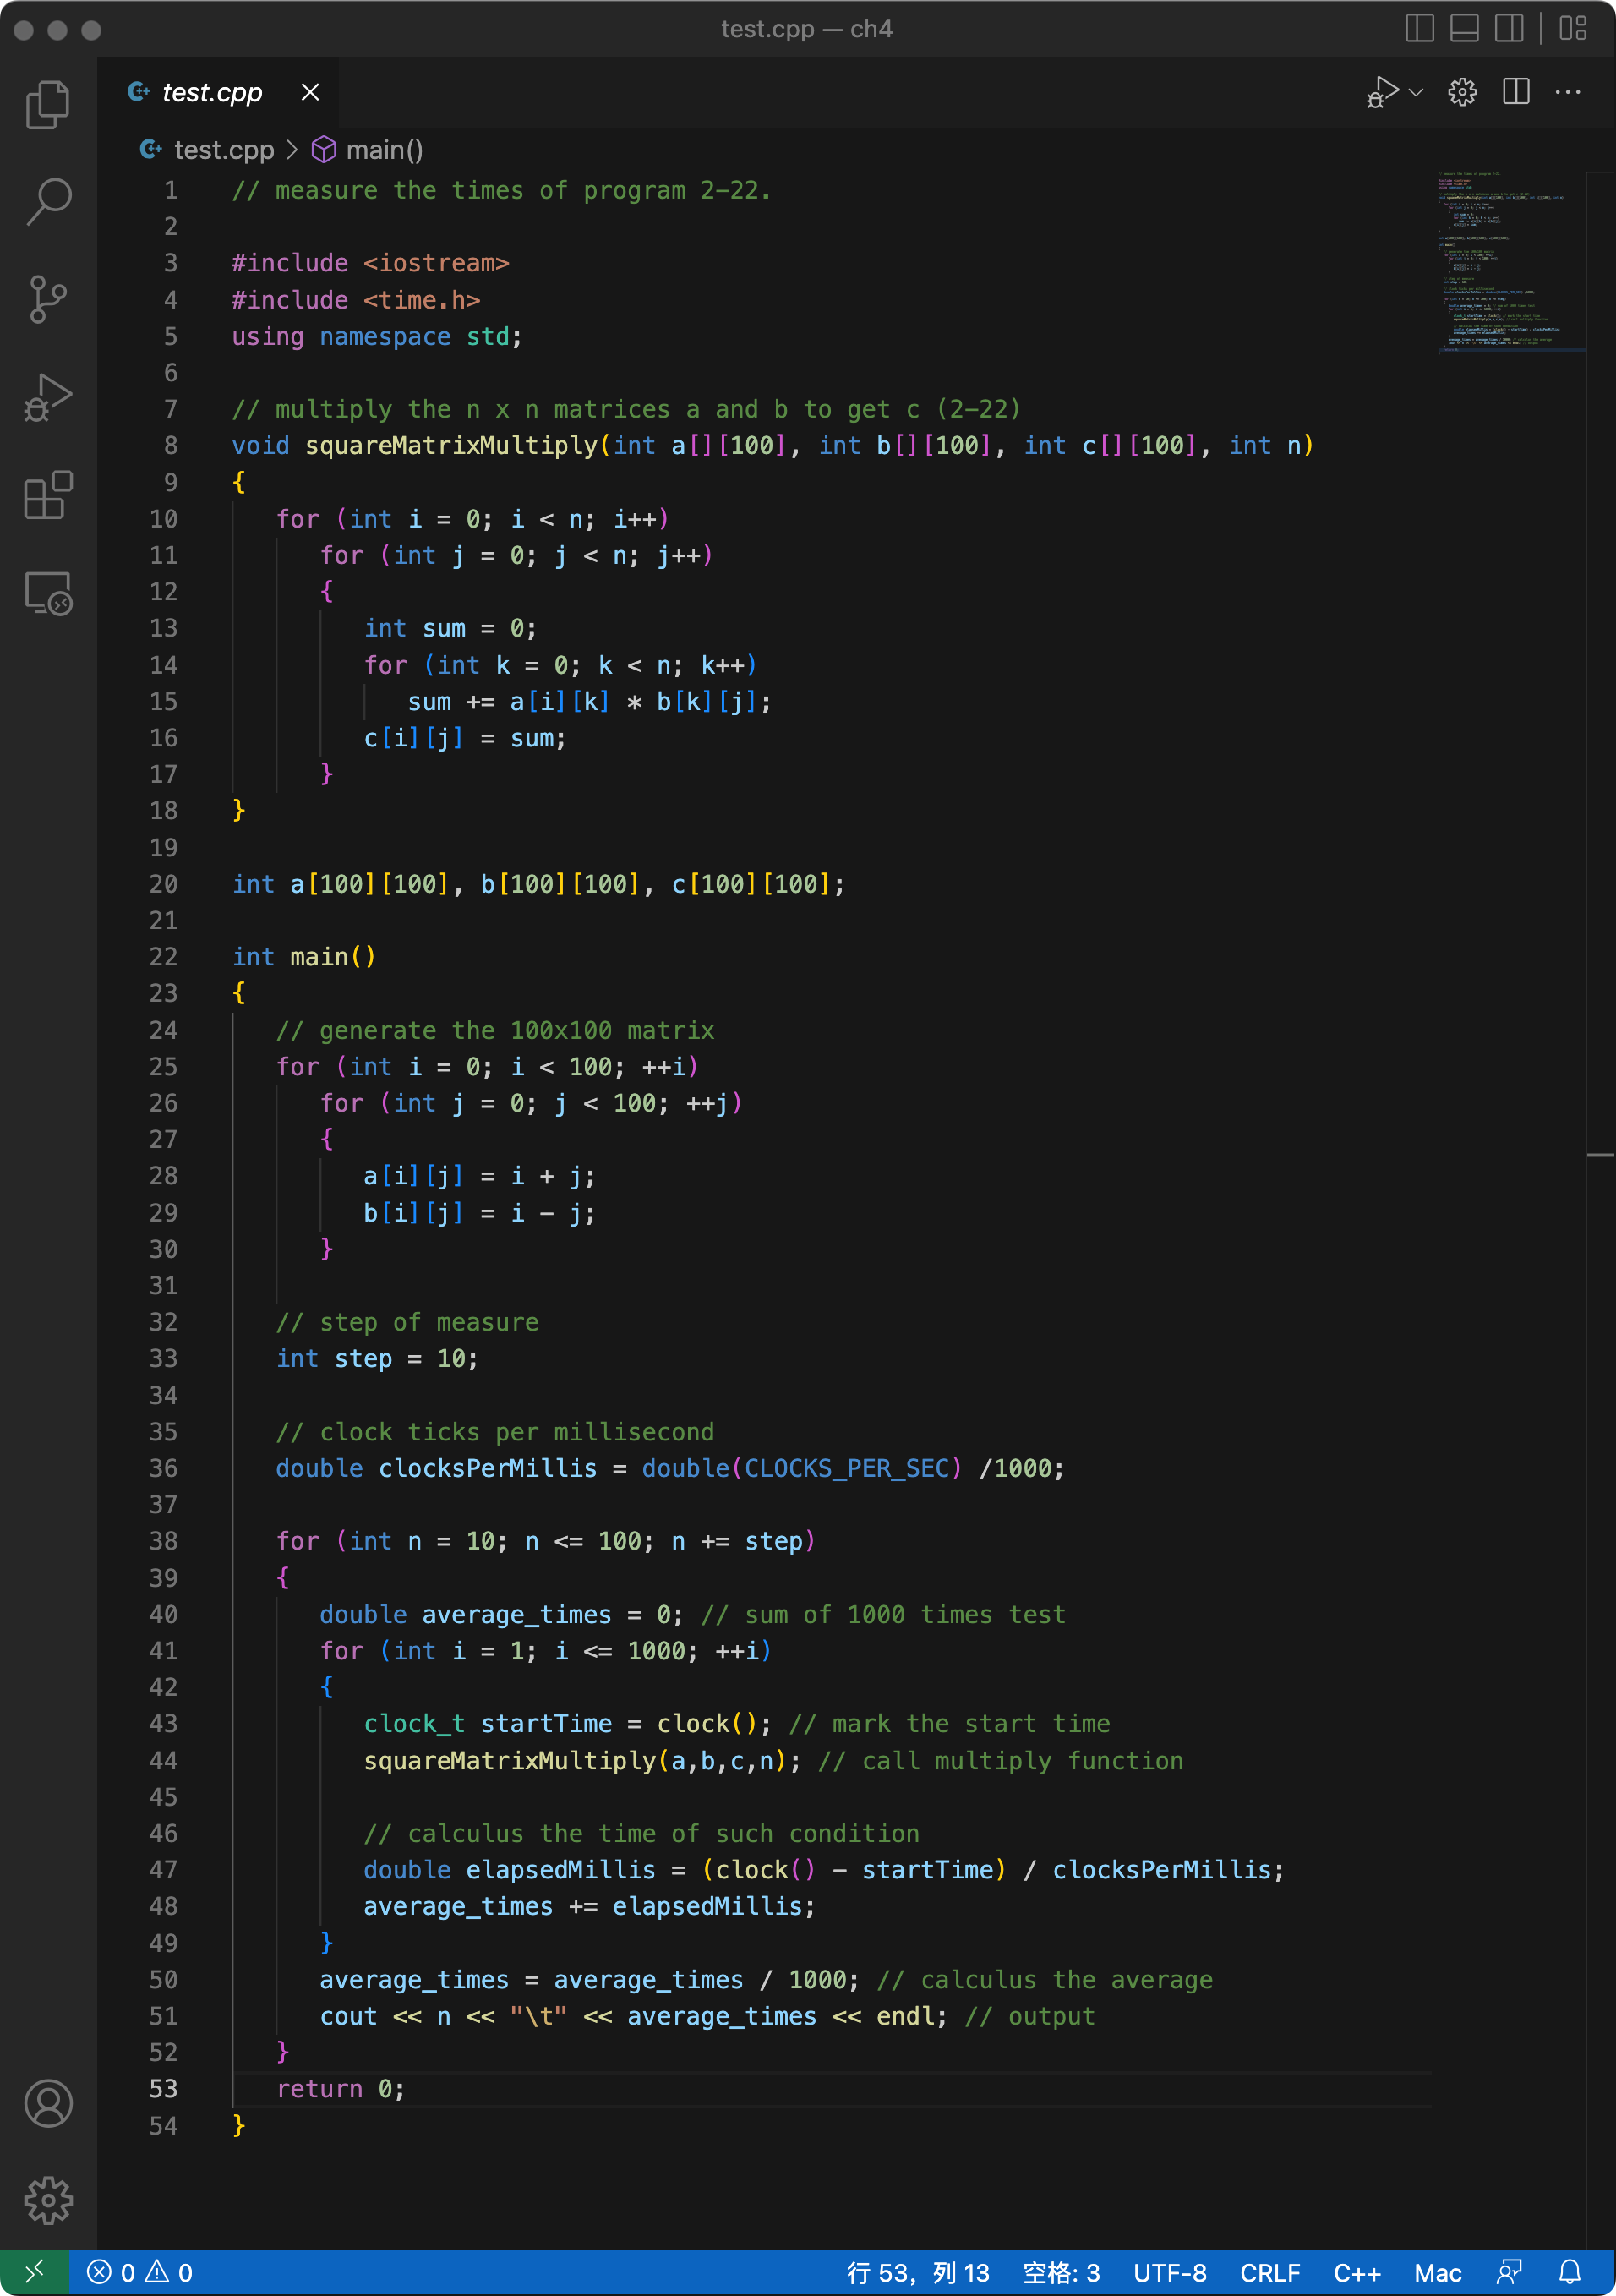 test.cpp — ch4
test.cpp
test.cpp > main()
1 // measure the times of program 2-22.
2
3 #include <iostream>
4 #include <time.h>
5 using namespace std;
6
7 // multiply the n x n matrices a and b to get c (2-22)
8 void squareMatrixMultiply(int a[][100], int b[][100], int c[][100], int n)
9 {
10    for (int i = 0; i < n; i++)
11       for (int j = 0; j < n; j++)
12       {
13          int sum = 0;
14          for (int k = 0; k < n; k++)
15             sum += a[i][k] * b[k][j];
16          c[i][j] = sum;
17       }
18 }
19
20 int a[100][100], b[100][100], c[100][100];
21
22 int main()
23 {
24    // generate the 100x100 matrix
25    for (int i = 0; i < 100; ++i)
26       for (int j = 0; j < 100; ++j)
27       {
28          a[i][j] = i + j;
29          b[i][j] = i - j;
30       }
31
32    // step of measure
33    int step = 10;
34
35    // clock ticks per millisecond
36    double clocksPerMillis = double(CLOCKS_PER_SEC) /1000;
37
38    for (int n = 10; n <= 100; n += step)
39    {
40       double average_times = 0; // sum of 1000 times test
41       for (int i = 1; i <= 1000; ++i)
42       {
43          clock_t startTime = clock(); // mark the start time
44          squareMatrixMultiply(a,b,c,n); // call multiply function
45
46          // calculus the time of such condition
47          double elapsedMillis = (clock() - startTime) / clocksPerMillis;
48          average_times += elapsedMillis;
49       }
50       average_times = average_times / 1000; // calculus the average
51       cout << n << "\t" << average_times << endl; // output
52    }
53    return 0;
54 }
0 0 行 53，列 13 空格: 3 UTF-8 CRLF C++ Mac